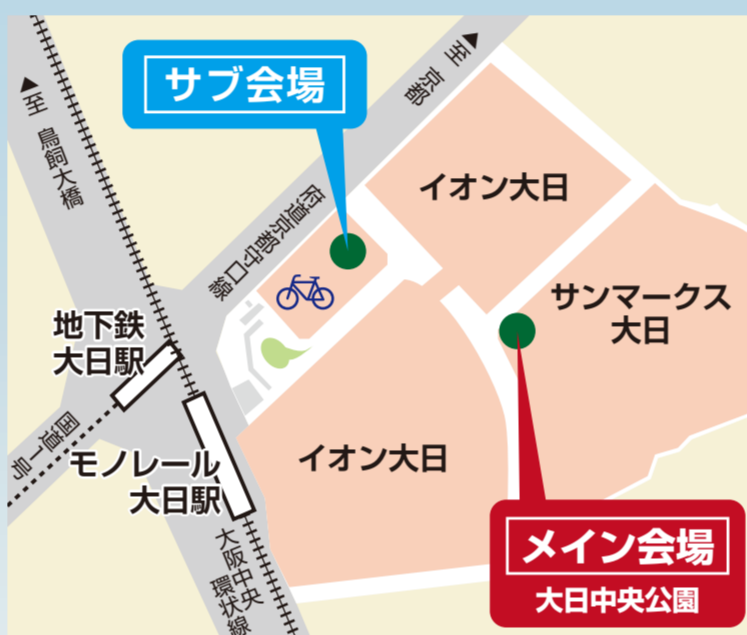 サブ会場
▲至 京都
▲至 鳥飼大橋
イオン大日
府道京都守口線
サンマークス
大日
地下鉄
大日駅
国道1号
モノレール
大日駅
イオン大日
大阪中央
環状線
メイン会場
大日中央公園